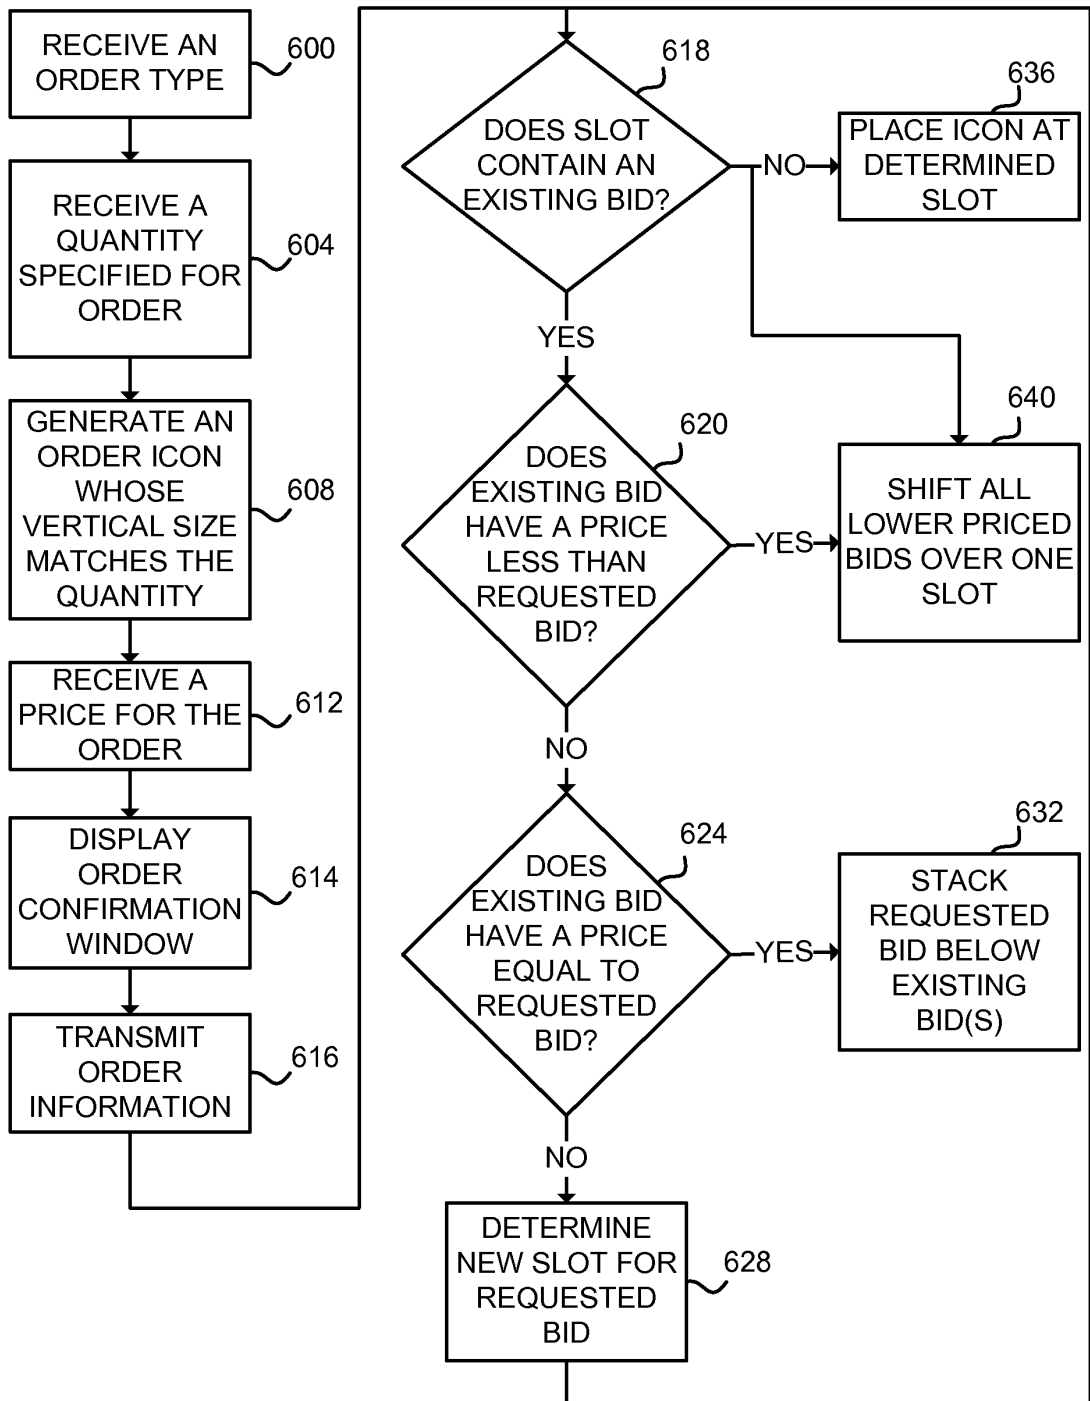 RECEIVE AN
ORDER TYPE
600
RECEIVE A
QUANTITY
SPECIFIED FOR
ORDER
604
GENERATE AN
ORDER ICON
WHOSE
VERTICAL SIZE
MATCHES THE
QUANTITY
608
RECEIVE A
PRICE FOR THE
ORDER
612
DISPLAY
ORDER
CONFIRMATION
WINDOW
614
TRANSMIT
ORDER
INFORMATION
616
DOES SLOT
CONTAIN AN
EXISTING BID?
618
NO
PLACE ICON AT
DETERMINED
SLOT
636
YES
DOES
EXISTING BID
HAVE A PRICE
LESS THAN
REQUESTED
BID?
620
YES
SHIFT ALL
LOWER PRICED
BIDS OVER ONE
SLOT
640
NO
DOES
EXISTING BID
HAVE A PRICE
EQUAL TO
REQUESTED
BID?
624
YES
STACK
REQUESTED
BID BELOW
EXISTING
BID(S)
632
NO
DETERMINE
NEW SLOT FOR
REQUESTED
BID
628